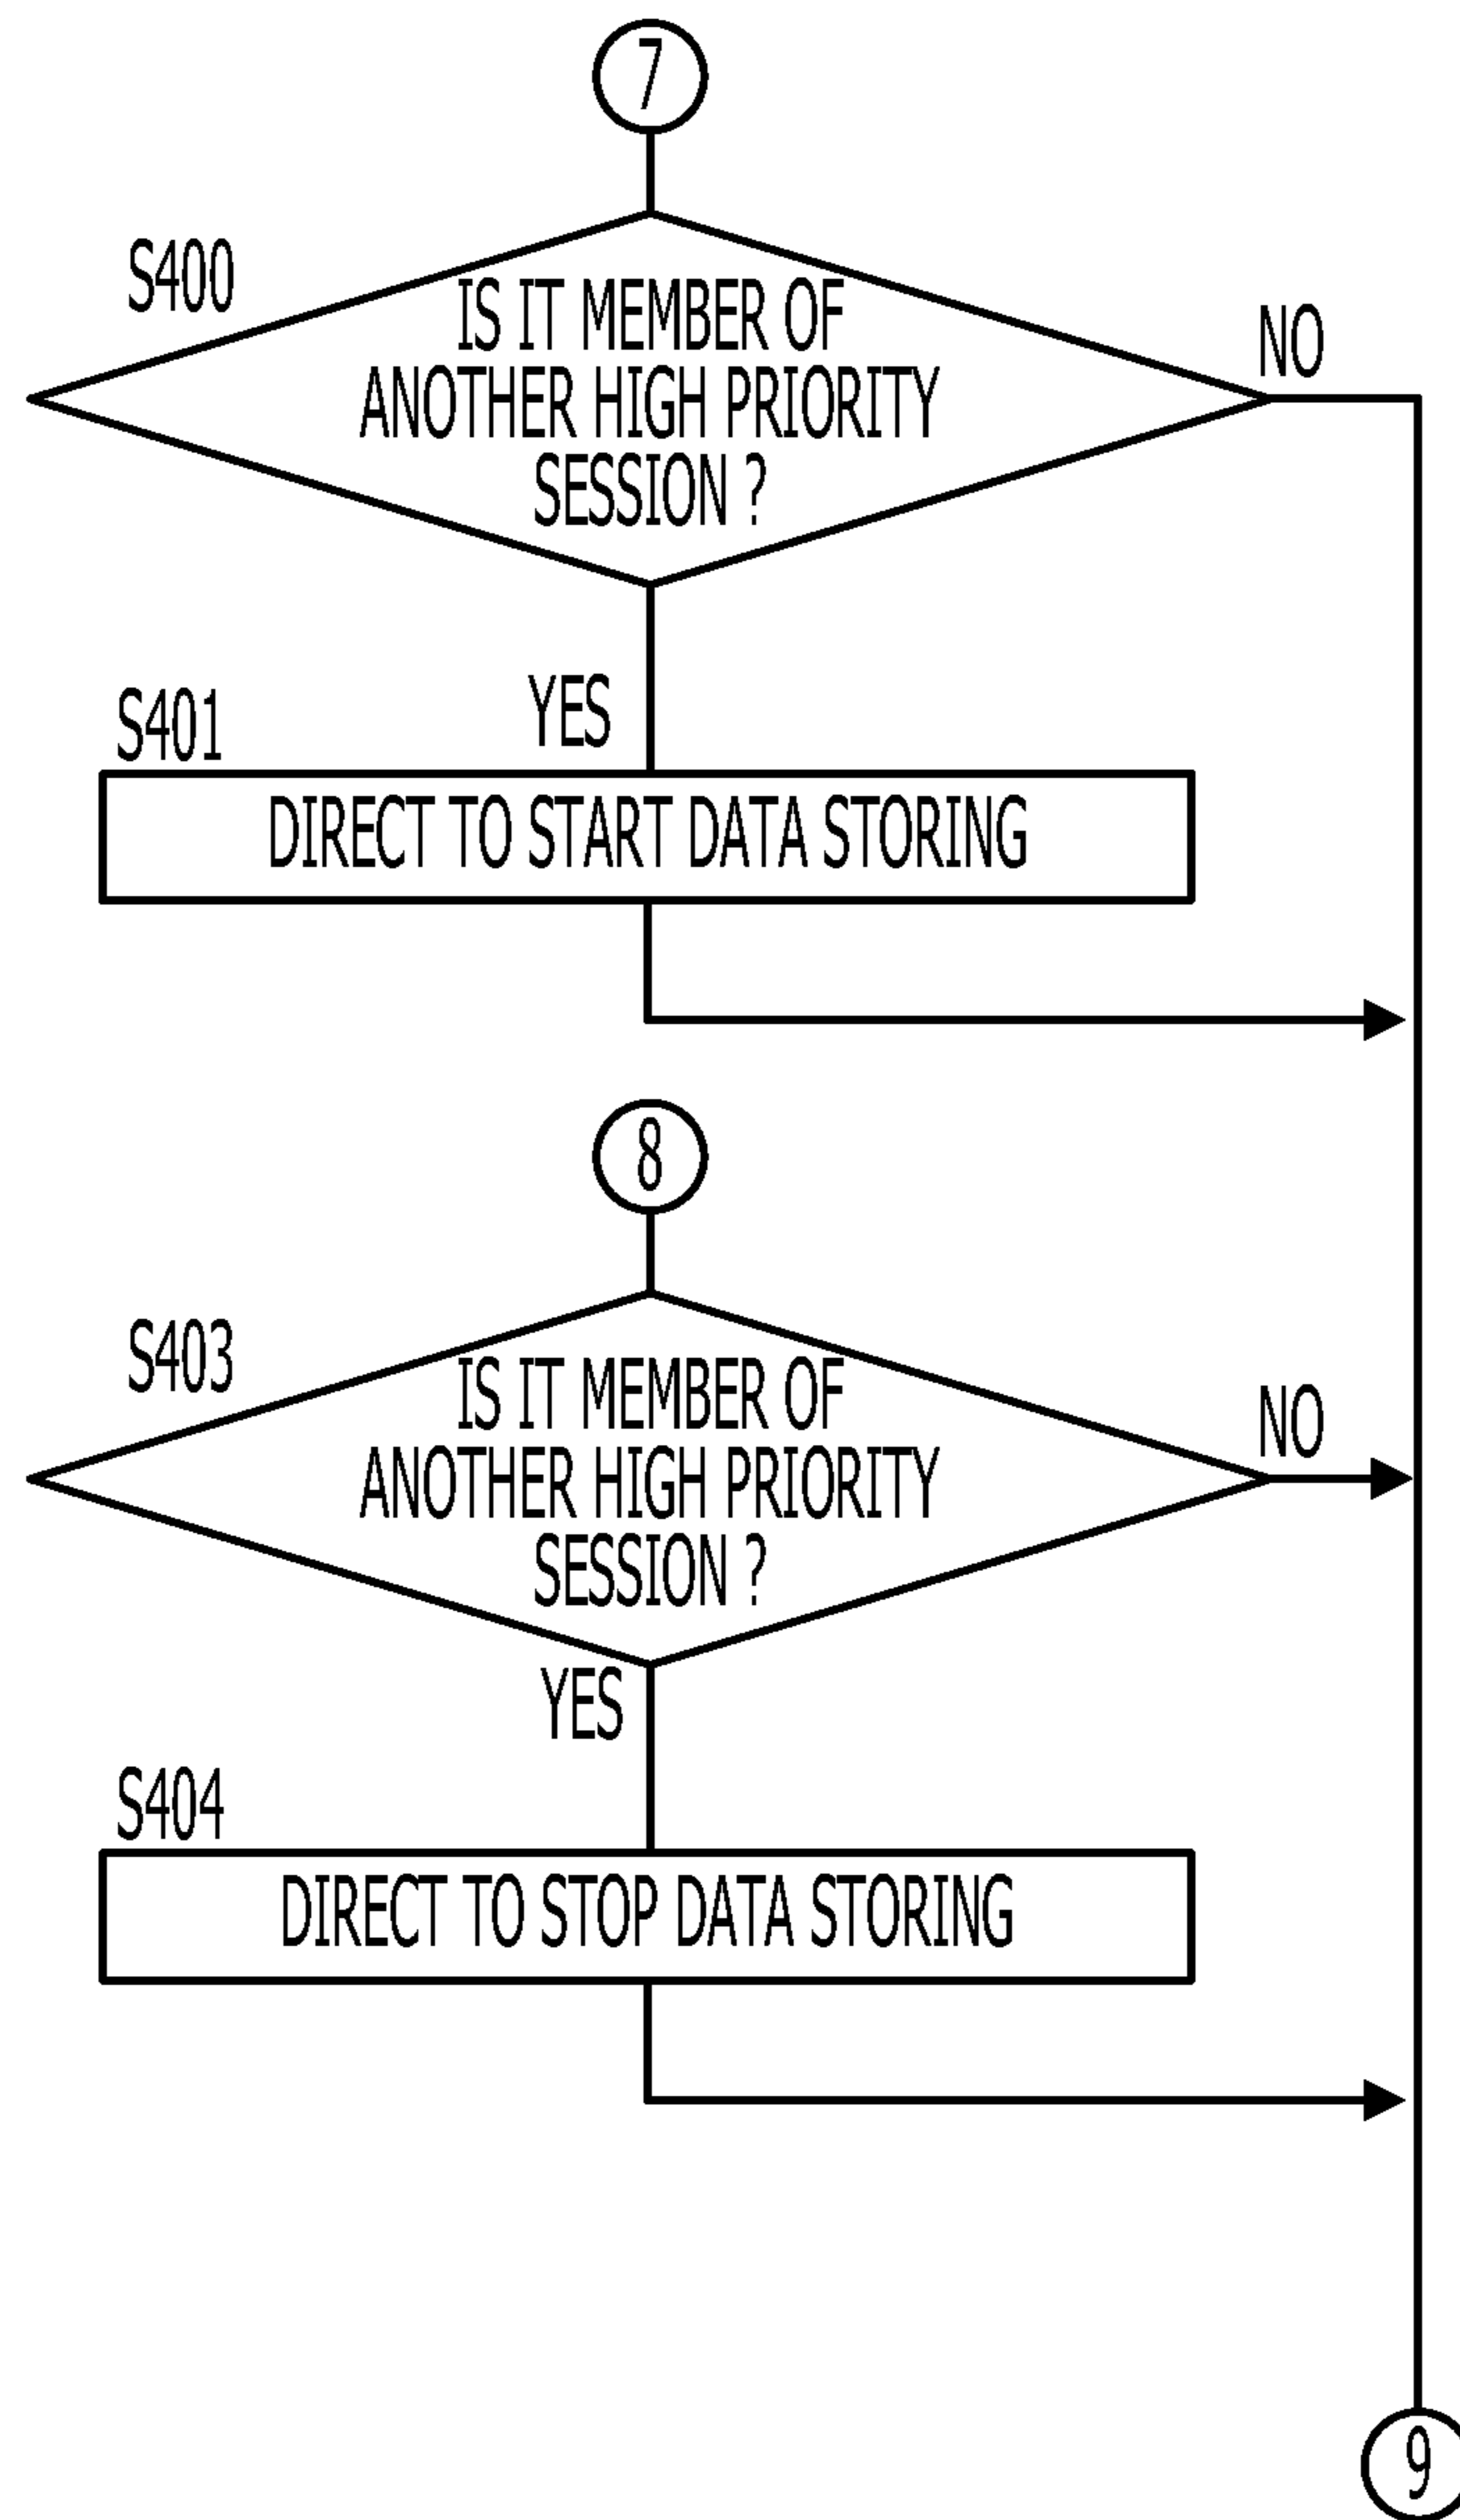 7
S400
IS IT MEMBER OF
ANOTHER HIGH PRIORITY
SESSION ?
NO
YES
S401
DIRECT TO START DATA STORING
8
S403
IS IT MEMBER OF
ANOTHER HIGH PRIORITY
SESSION ?
NO
YES
S404
DIRECT TO STOP DATA STORING
9